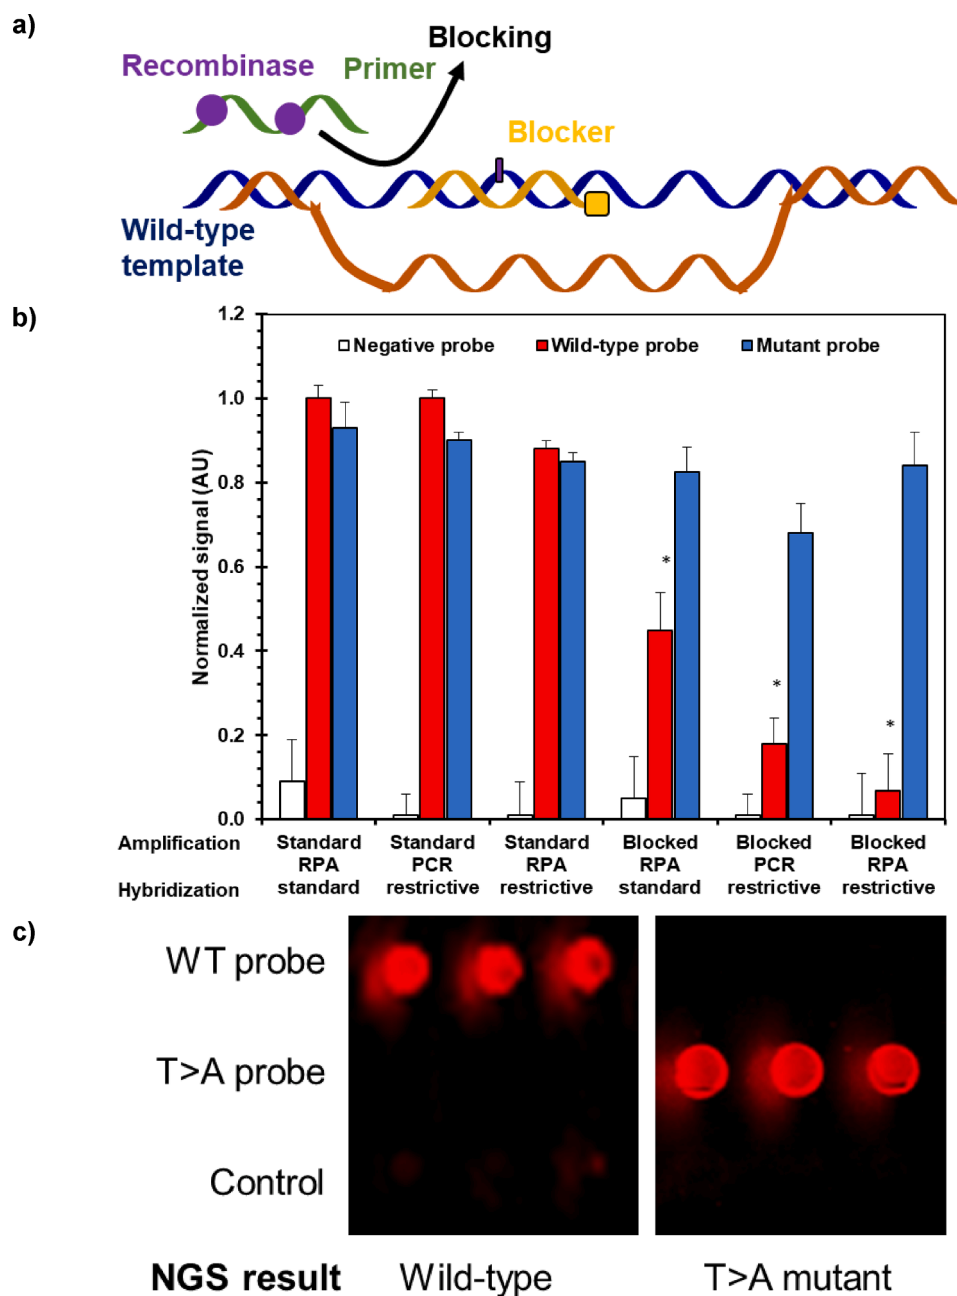 a)
Blocking
Recombinase Primer
Blocker
Wild-type
template
b)
1.2
Negative probe Wild-type probe Mutant probe
1.0
0.8
0.6
0.4
0.2
0.0
Normalized signal (AU)
*
*
*
Amplification Standard Standard Standard Blocked Blocked Blocked
RPA PCR RPA RPA PCR RPA
Hybridization standard restrictive restrictive standard restrictive restrictive
c)
WT probe
T>A probe
Control
NGS result Wild-type T>A mutant